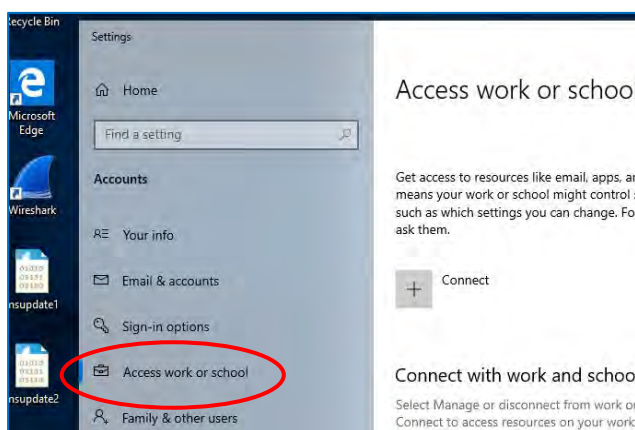 ecycle Bin
Microsoft
Edge
Wireshark
nsupdate1
nsupdate2
Settings
Home
Find a setting
Accounts
Your info
Email & accounts
Sign-in options
Access work or school
Family & other users
Access work or schoo
Get access to resources like email, apps, a
means your work or school might control
such as which settings you can change. Fo
ask them.
Connect
Connect with work and schoo
Select Manage or disconnect from work o
Connect to access resources on your work